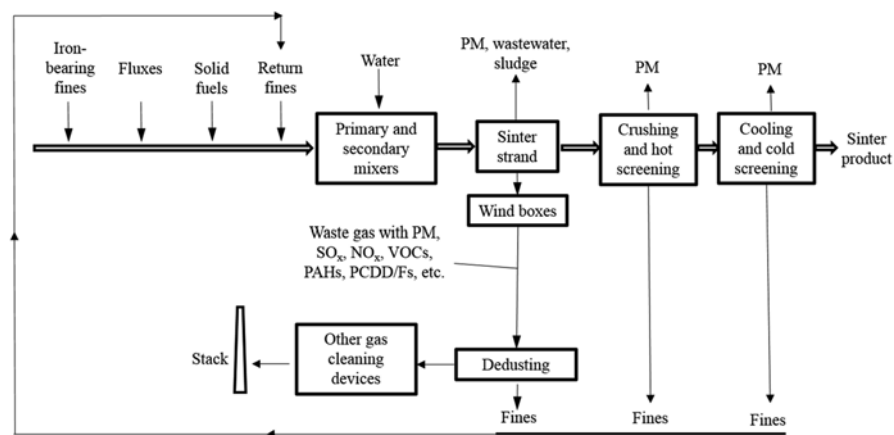 Iron-
bearing
fines
Fluxes
Solid
fuels
Return
fines
Water
PM, wastewater,
sludge
PM
PM
Primary and
secondary
mixers
Sinter
strand
Crushing
and hot
screening
Cooling
and cold
screening
Sinter
product
Wind boxes
Waste gas with PM,
SOₓ, NOₓ, VOCs,
PAHs, PCDD/Fs, etc.
Stack
Other gas
cleaning
devices
Dedusting
Fines
Fines
Fines